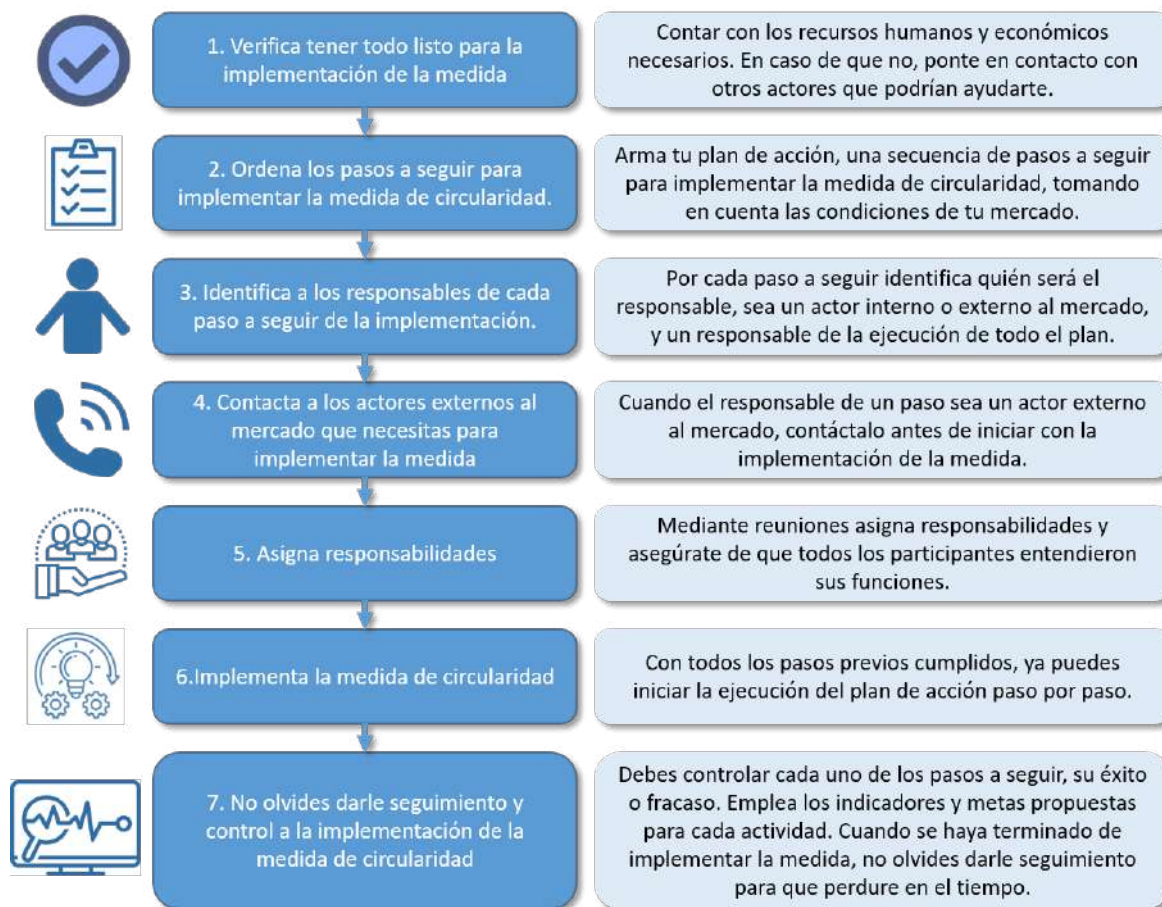 1. Verifica tener todo listo para la
implementación de la medida
Contar con los recursos humanos y económicos
necesarios. En caso de que no, ponte en contacto con
otros actores que podrían ayudarte.
2. Ordena los pasos a seguir para
implementar la medida de circularidad.
Arma tu plan de acción, una secuencia de pasos a seguir
para implementar la medida de circularidad, tomando
en cuenta las condiciones de tu mercado.
3. Identifica a los responsables de cada
paso a seguir de la implementación.
Por cada paso a seguir identifica quién será el
responsable, sea un actor interno o externo al mercado,
y un responsable de la ejecución de todo el plan.
4. Contacta a los actores externos al
mercado que necesitas para
implementar la medida
Cuando el responsable de un paso sea un actor externo
al mercado, contáctalo antes de iniciar con la
implementación de la medida.
5. Asigna responsabilidades
Mediante reuniones asigna responsabilidades y
asegúrate de que todos los participantes entendieron
sus funciones.
6.Implementa la medida de circularidad
Con todos los pasos previos cumplidos, ya puedes
iniciar la ejecución del plan de acción paso por paso.
7. No olvides darle seguimiento y
control a la implementación de la
medida de circularidad
Debes controlar cada uno de los pasos a seguir, su éxito
o fracaso. Emplea los indicadores y metas propuestas
para cada actividad. Cuando se haya terminado de
implementar la medida, no olvides darle seguimiento
para que perdure en el tiempo.